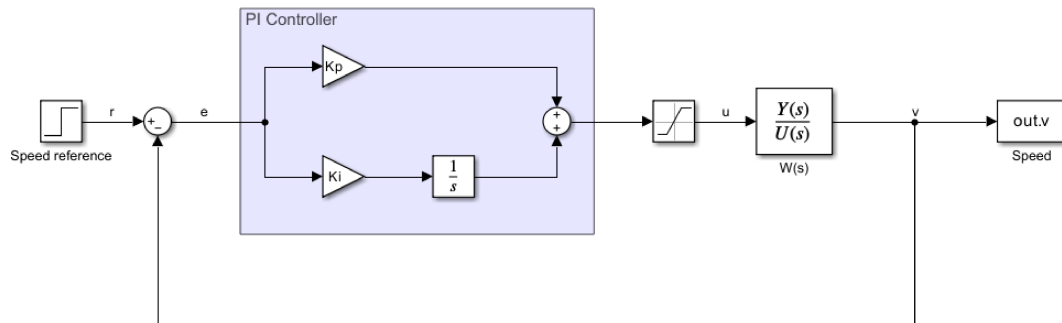 PI Controller
Kp
r
e
Speed reference
+
−
+
+
Ki
1
s
u
Y(s)
U(s)
W(s)
v
out.v
Speed